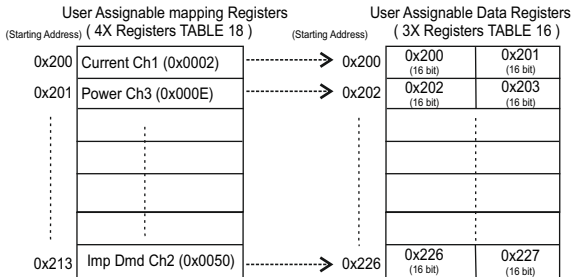 User Assignable mapping Registers
(Starting Address) ( 4X Registers TABLE 18 )
User Assignable Data Registers
(Starting Address) ( 3X Registers TABLE 16 )
0x200 Current Ch1 (0x0002)
0x200 0x200 (16 bit) 0x201 (16 bit)
0x201 Power Ch3 (0x000E)
0x202 0x202 (16 bit) 0x203 (16 bit)
0x213 Imp Dmd Ch2 (0x0050)
0x226 0x226 (16 bit) 0x227 (16 bit)